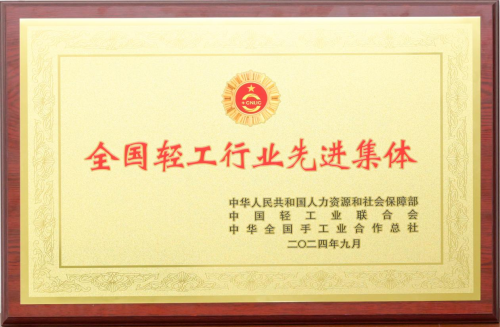 CHUC
全国轻工行业先进集体
中华人民共和国人力资源和社会保障部
中国轻工业联合会
中华全国手工业合作总社
二〇二四年九月